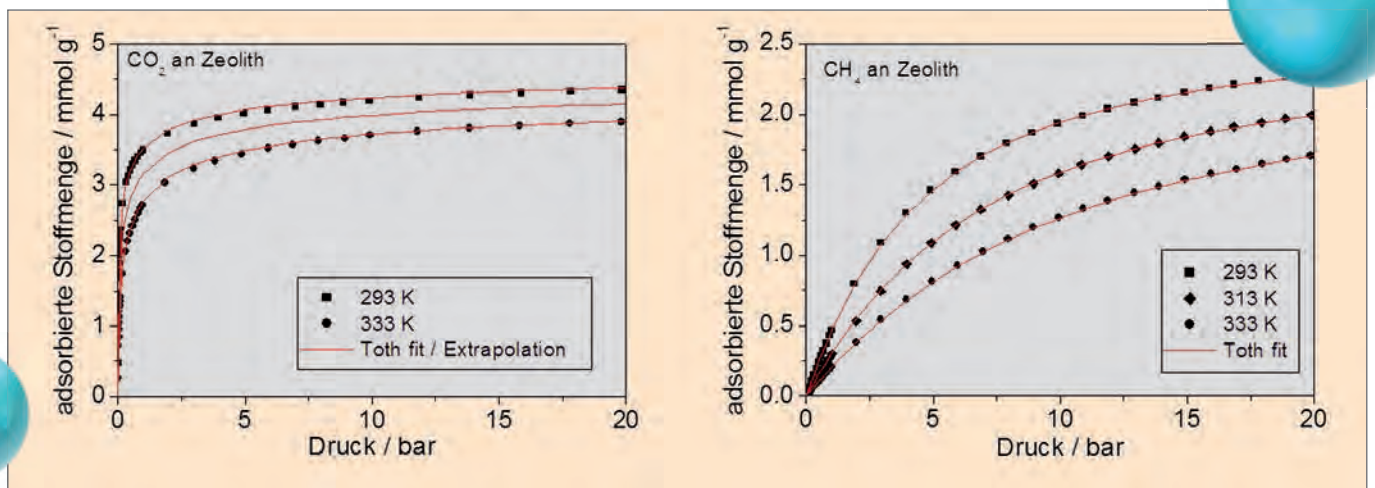 adsorbierte Stoffmenge / mmol g⁻¹
5
4
3
2
1
0
CO₂ an Zeolith
293 K
333 K
Toth fit / Extrapolation
0
5
10
15
20
Druck / bar
adsorbierte Stoffmenge / mmol g⁻¹
2.5
2.0
1.5
1.0
0.5
0.0
CH₄ an Zeolith
293 K
313 K
333 K
Toth fit
0
5
10
15
20
Druck / bar